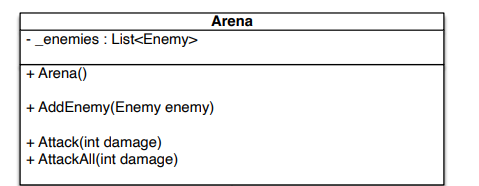 Arena
- _enemies : List<Enemy>
+ Arena()
+ AddEnemy(Enemy enemy)
+ Attack(int damage)
+ AttackAll(int damage)